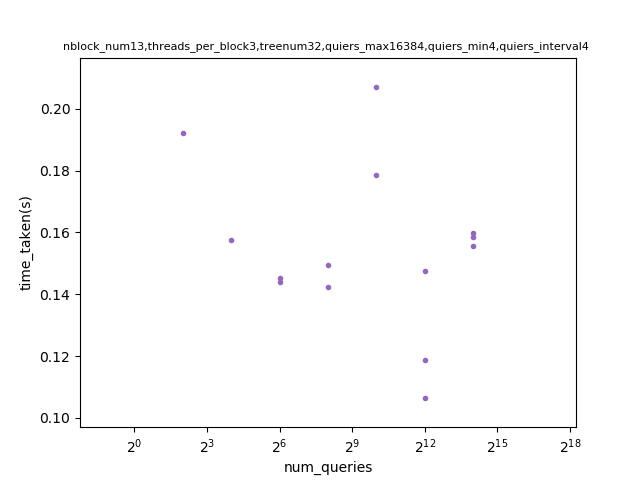 nblock_num13,threads_per_block3,treenum32,quiers_max16384,quiers_min4,quiers_interval4
0.20
0.18
0.16
0.14
0.12
0.10
time_taken(s)
2^0 2^3 2^6 2^9 2^12 2^15 2^18
num_queries